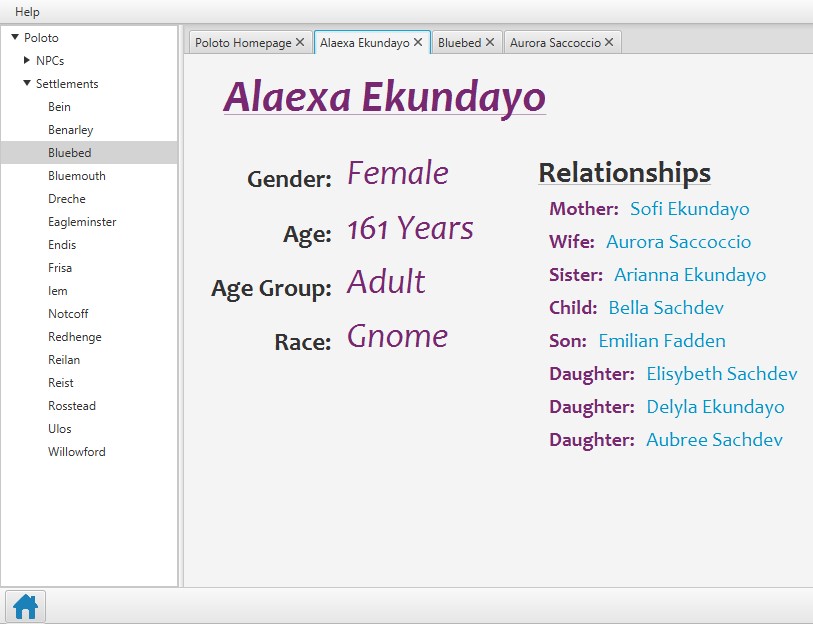 Help
Poloto
NPCs
Settlements
Bein
Benarley
Bluebed
Bluemouth
Dreche
Eagleminster
Endis
Frisa
Iem
Notcoff
Redhenge
Reilan
Reist
Rosstead
Ulos
Willowford
Poloto Homepage Alaexa Ekundayo Bluebed Aurora Saccoccio
Alaexa Ekundayo
Gender: Female
Age: 161 Years
Age Group: Adult
Race: Gnome
Relationships
Mother: Sofi Ekundayo
Wife: Aurora Saccoccio
Sister: Arianna Ekundayo
Child: Bella Sachdev
Son: Emilian Fadden
Daughter: Elisybeth Sachdev
Daughter: Delyla Ekundayo
Daughter: Aubree Sachdev